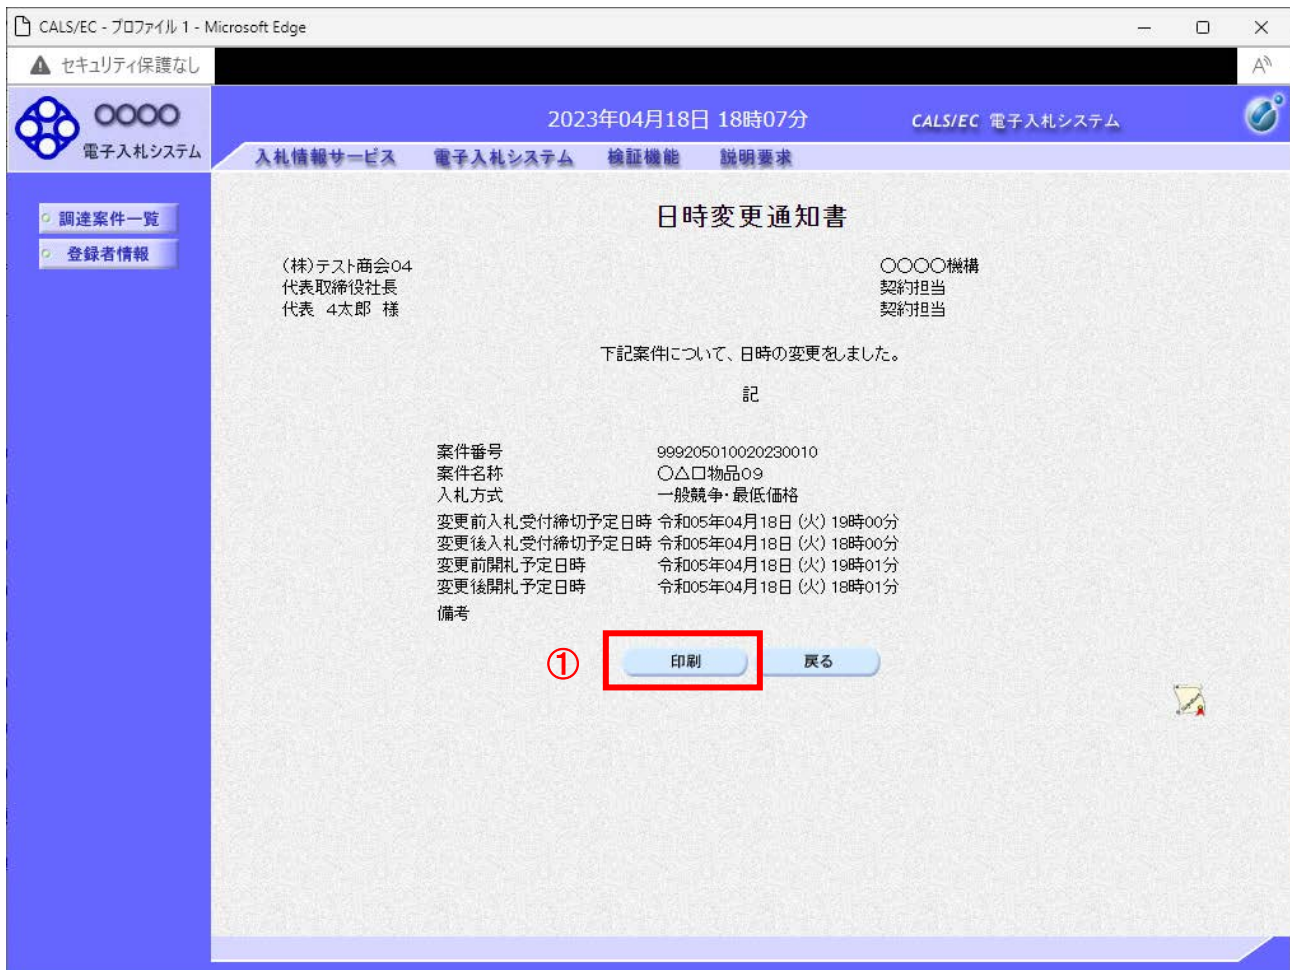 CALS/EC - プロファイル 1 - Microsoft Edge
セキュリティ保護なし
○○○○
電子入札システム
2023年04月18日 18時07分
CALS/EC 電子入札システム
入札情報サービス 電子入札システム 検証機能 説明要求
調達案件一覧
登録者情報
日時変更通知書
(株)テスト商会04
代表取締役社長
代表 4太郎 様
○○○○機構
契約担当
契約担当
下記案件について、日時の変更をしました。
記
案件番号 999205010020230010
案件名称 ○△口物品09
入札方式 一般競争・最低価格
変更前入札受付締切予定日時 令和05年04月18日(火) 19時00分
変更後入札受付締切予定日時 令和05年04月18日(火) 18時00分
変更前開札予定日時 令和05年04月18日(火) 19時01分
変更後開札予定日時 令和05年04月18日(火) 18時01分
備考
① 印刷 戻る